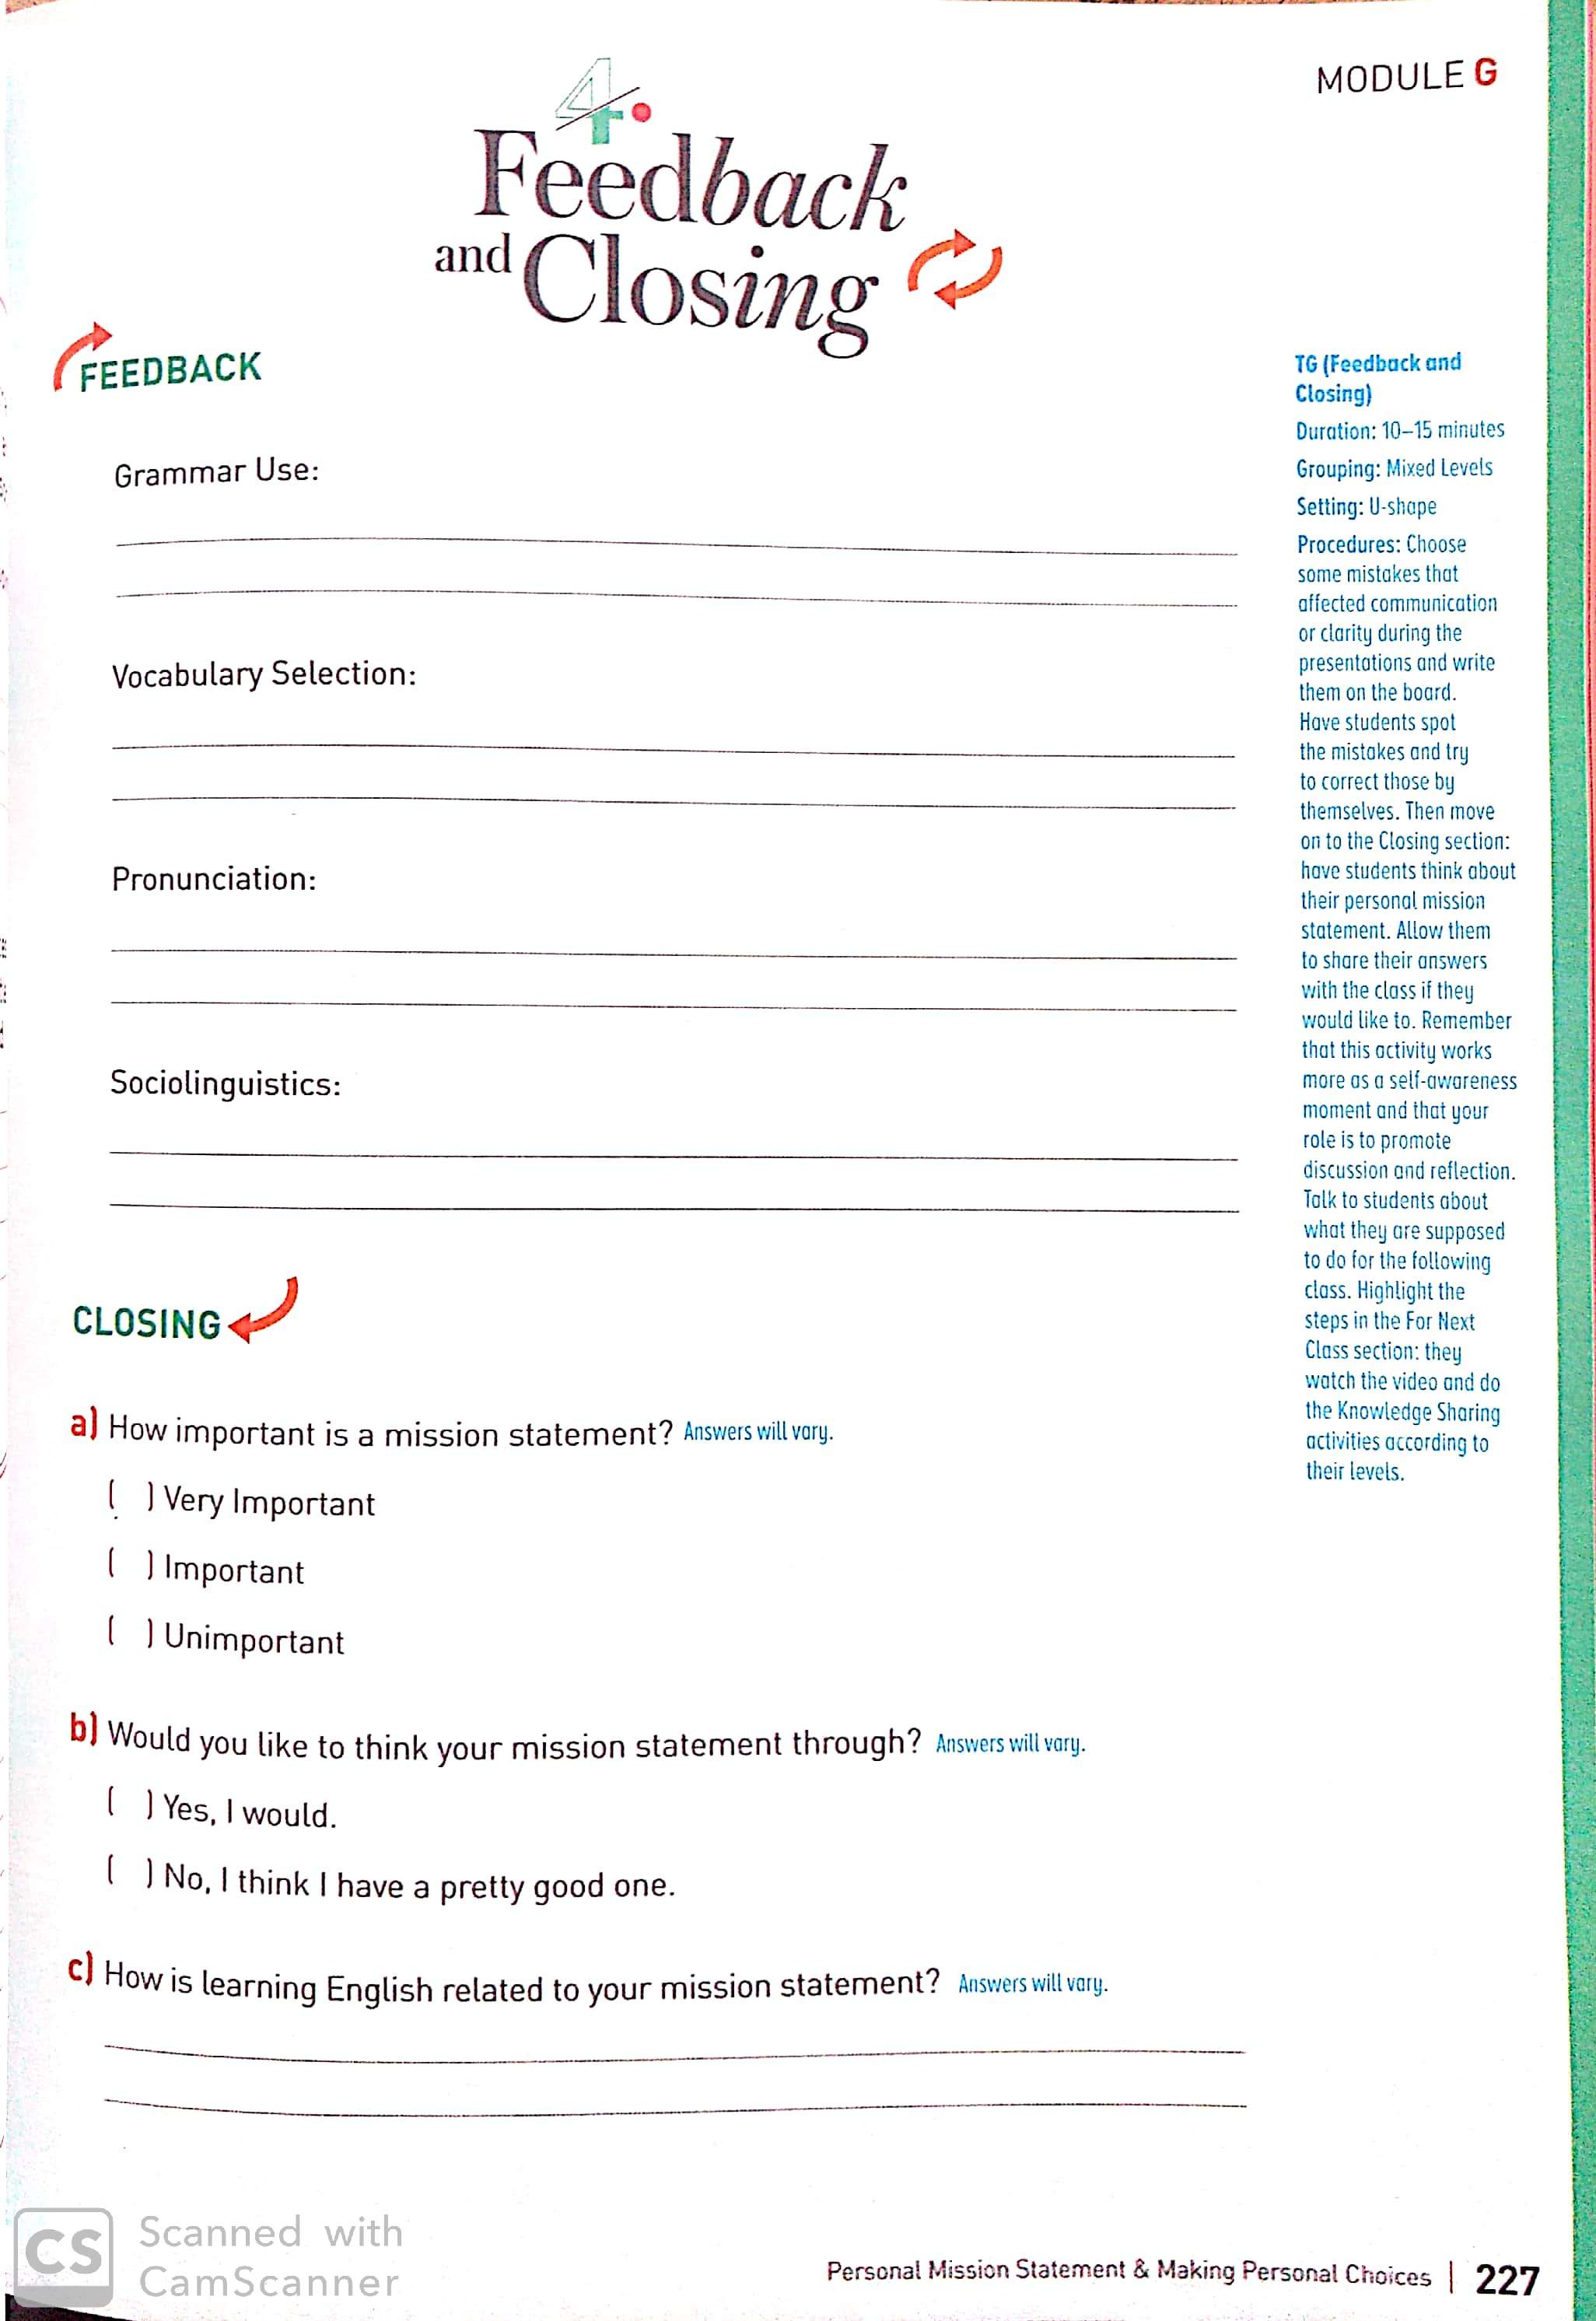 MODULE G
4.
Feedback
and Closing
FEEDBACK
Grammar Use:
Vocabulary Selection:
Pronunciation:
Sociolinguistics:
CLOSING
a) How important is a mission statement? Answers will vary.
( ) Very Important
( ) Important
( ) Unimportant
b) Would you like to think your mission statement through? Answers will vary.
( ) Yes, I would.
( ) No, I think I have a pretty good one.
c) How is learning English related to your mission statement? Answers will vary.
TG (Feedback and
Closing)
Duration: 10–15 minutes
Grouping: Mixed Levels
Setting: U-shape
Procedures: Choose
some mistakes that
affected communication
or clarity during the
presentations and write
them on the board.
Have students spot
the mistakes and try
to correct those by
themselves. Then move
on to the Closing section:
have students think about
their personal mission
statement. Allow them
to share their answers
with the class if they
would like to. Remember
that this activity works
more as a self-awareness
moment and that your
role is to promote
discussion and reflection.
Talk to students about
what they are supposed
to do for the following
class. Highlight the
steps in the For Next
Class section: they
watch the video and do
the Knowledge Sharing
activities according to
their levels.
CS
Scanned with
CamScanner
Personal Mission Statement & Making Personal Choices | 227